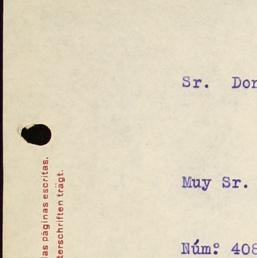 Sr. Don
Muy Sr.
Núm: 408
las páginas escritas.
terschriften trägt.